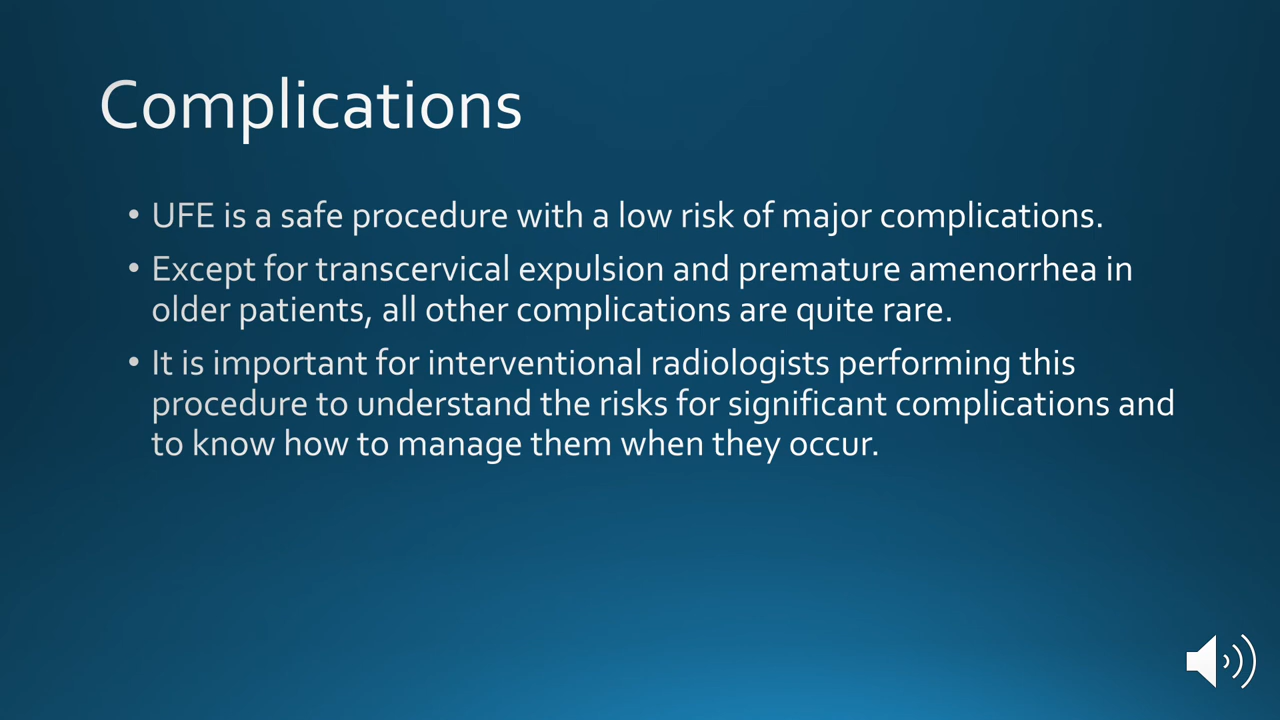 Complications
• UFE is a safe procedure with a low risk of major complications.
• Except for transcervical expulsion and premature amenorrhea in
older patients, all other complications are quite rare.
• It is important for interventional radiologists performing this
procedure to understand the risks for significant complications and
to know how to manage them when they occur.